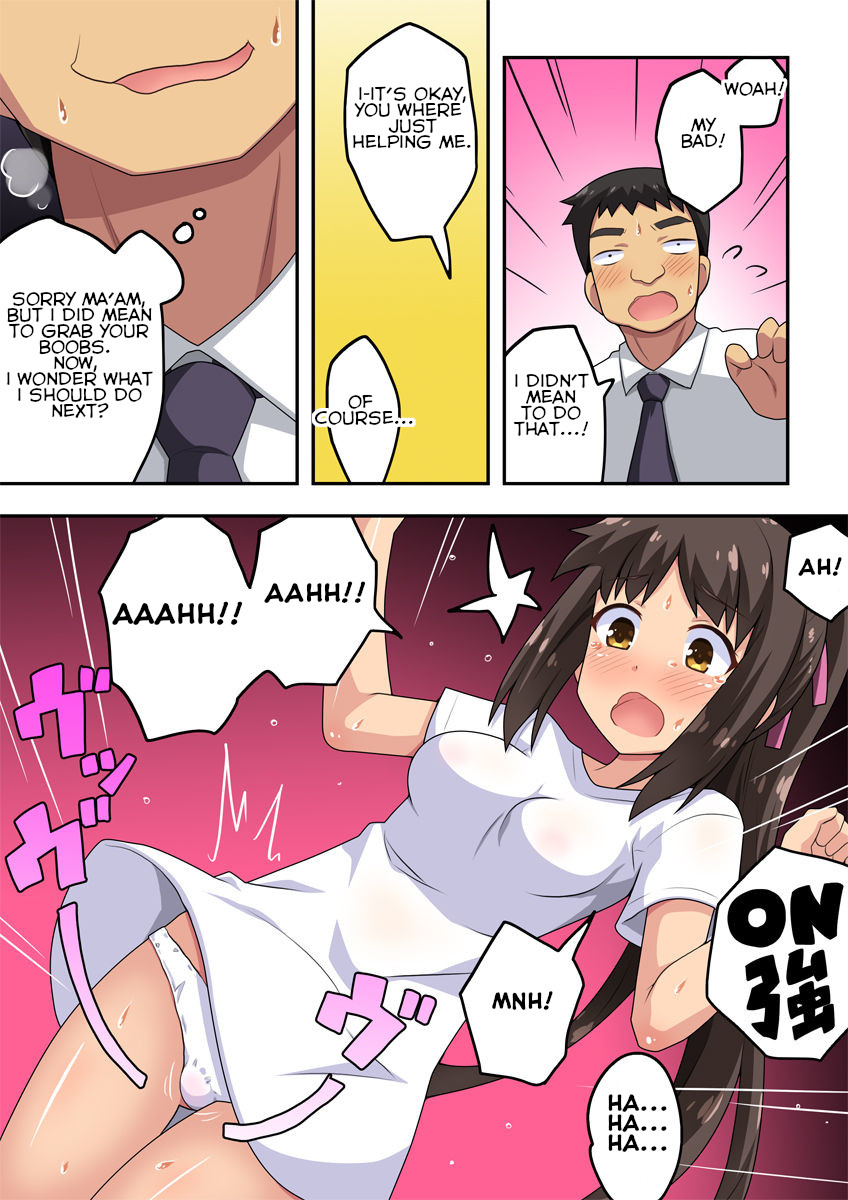 WOAH!
MY
BAD!
I DIDN'T
MEAN
TO DO
THAT...!
I-IT'S OKAY,
YOU WHERE
JUST
HELPING ME.
OF
COURSE...
SORRY MA'AM,
BUT I DID MEAN
TO GRAB YOUR
BOOBS.
NOW,
I WONDER WHAT
I SHOULD DO
NEXT?
AH!
AAHH!!
AAAHH!!
ヴッヴ
ヴ
MNH!
ON
強
HA...
HA...
HA...